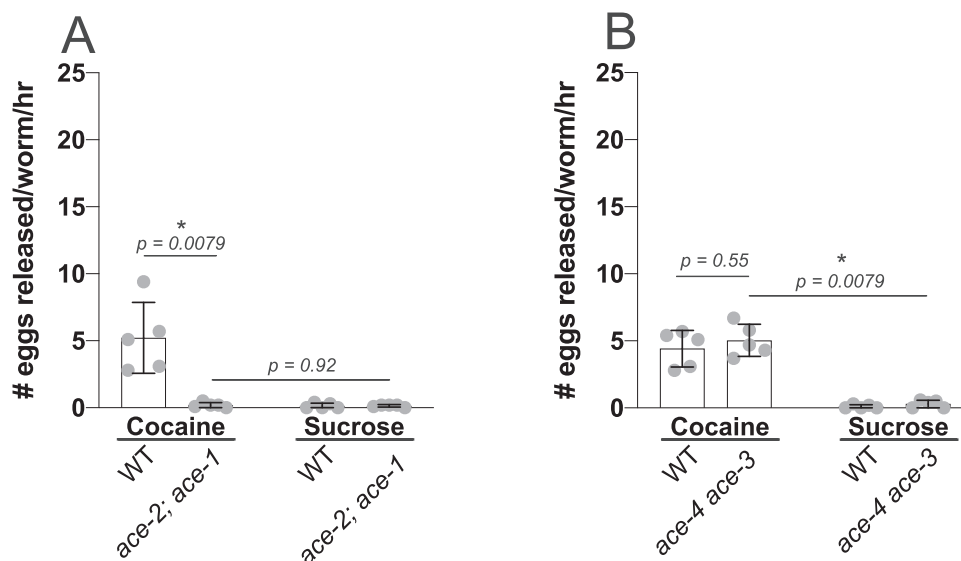 A
# eggs released/worm/hr
25
20
15
10
5
0
*
p = 0.0079
p = 0.92
Cocaine
Sucrose
WT
ace-2; ace-1
WT
ace-2; ace-1
B
# eggs released/worm/hr
25
20
15
10
5
0
p = 0.55
*
p = 0.0079
Cocaine
Sucrose
WT
ace-4 ace-3
WT
ace-4 ace-3